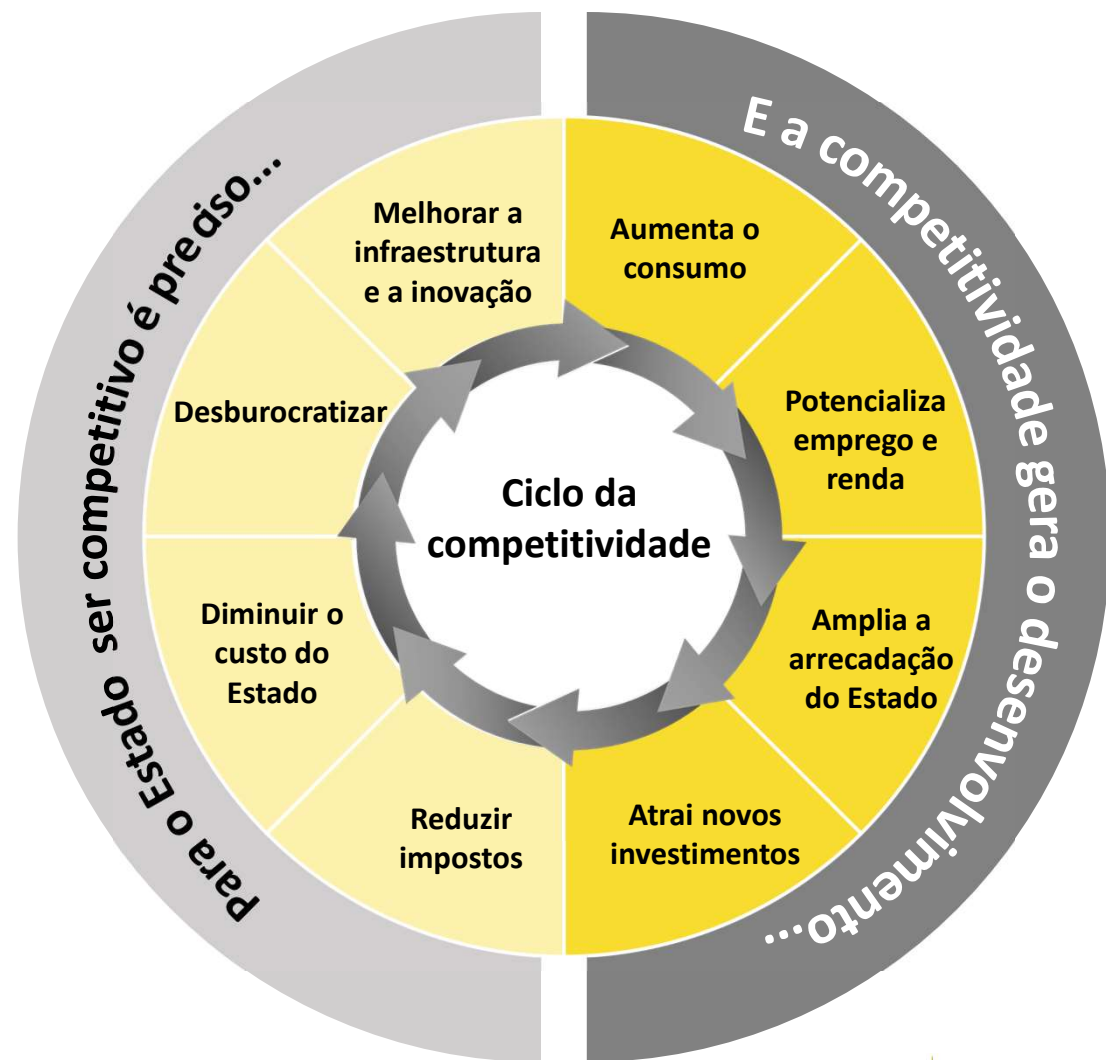 Para o Estado ser competitivo é preciso...
E a competitividade gera o desenvolvimento...
Melhorar a
infraestrutura
e a inovação
Aumenta o
consumo
Desburocratizar
Potencializa
emprego e
renda
Ciclo da
competitividade
Diminuir o
custo do
Estado
Amplia a
arrecadação
do Estado
Reduzir
impostos
Atrai novos
investimentos